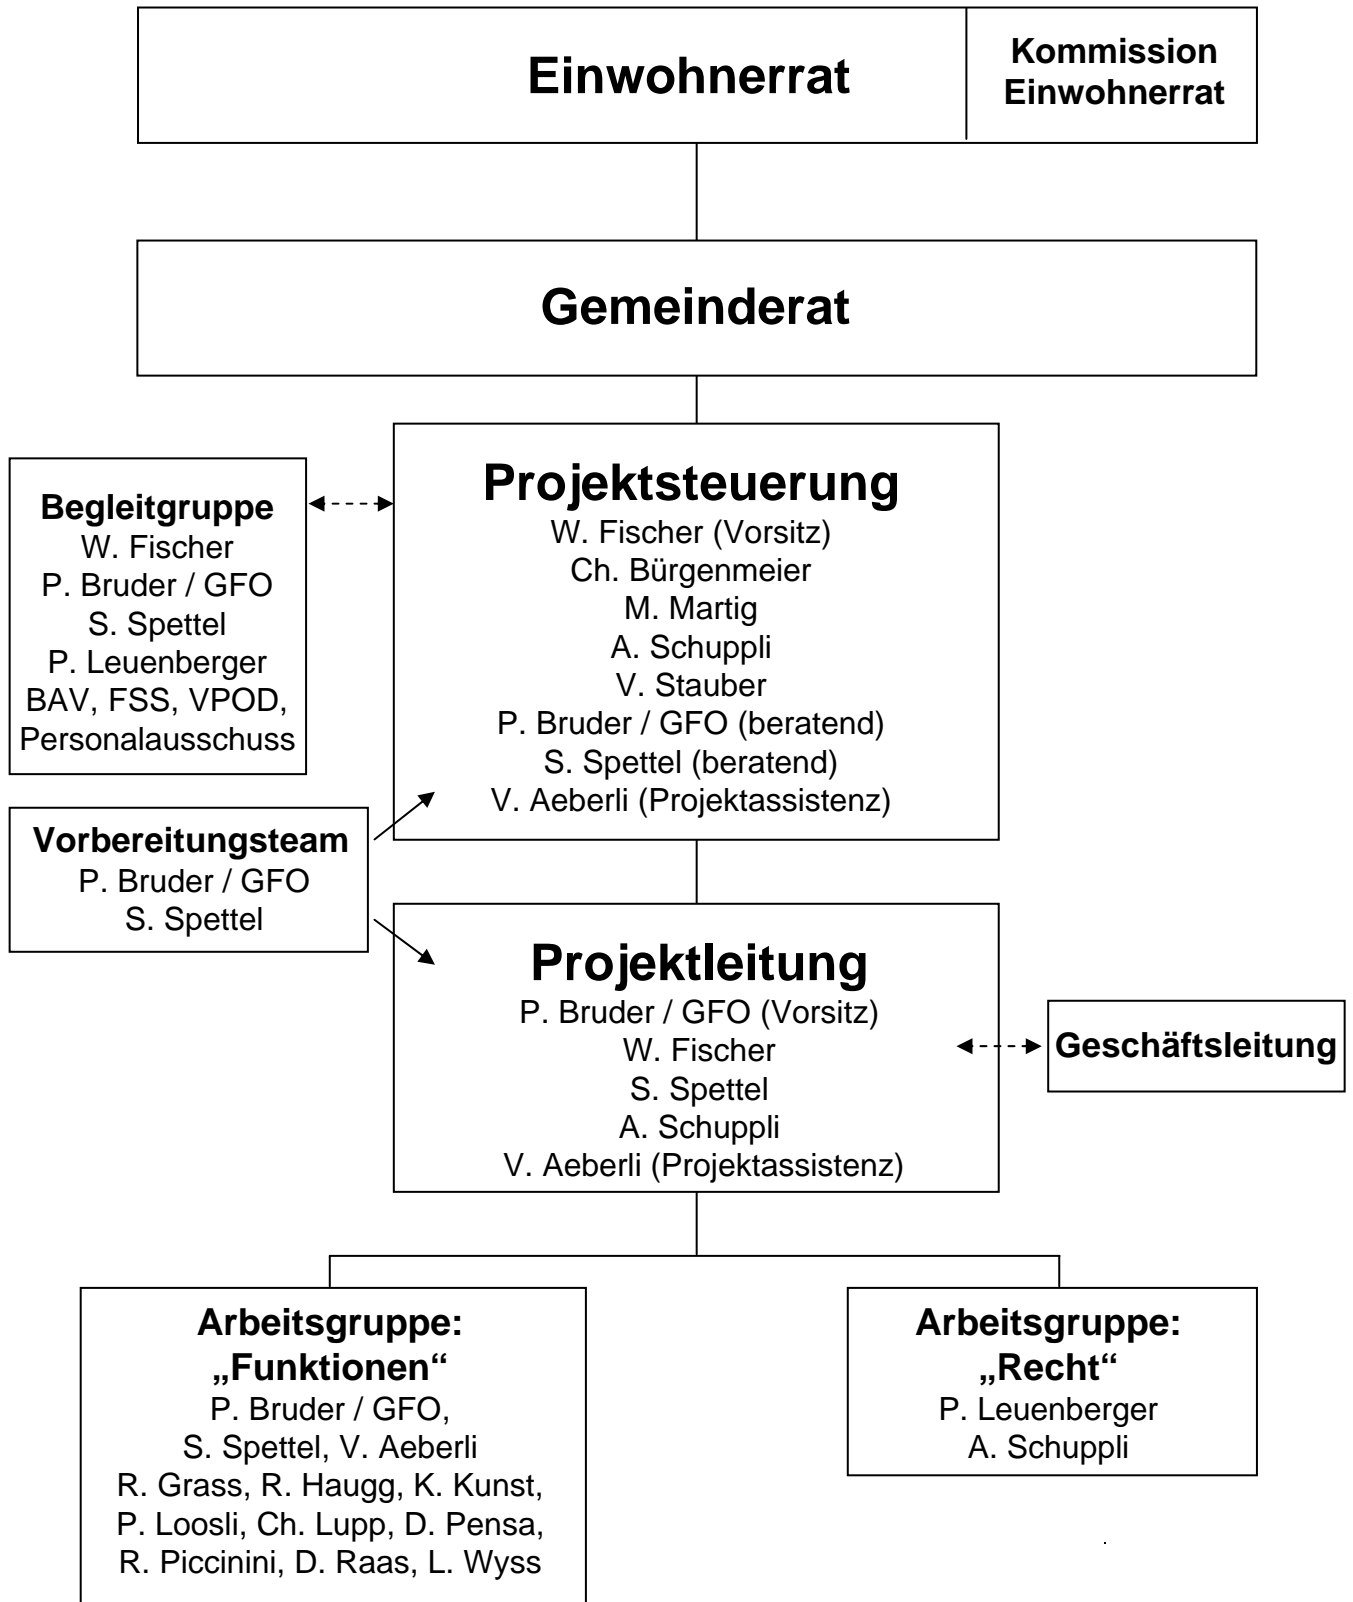 Einwohnerrat
Kommission
Einwohnerrat
Gemeinderat
Begleitgruppe
W. Fischer
P. Bruder / GFO
S. Spettel
P. Leuenberger
BAV, FSS, VPOD,
Personalausschuss
Projektsteuerung
W. Fischer (Vorsitz)
Ch. Bürgenmeier
M. Martig
A. Schuppli
V. Stauber
P. Bruder / GFO (beratend)
S. Spettel (beratend)
V. Aeberli (Projektassistenz)
Vorbereitungsteam
P. Bruder / GFO
S. Spettel
Projektleitung
P. Bruder / GFO (Vorsitz)
W. Fischer
S. Spettel
A. Schuppli
V. Aeberli (Projektassistenz)
Geschäftsleitung
Arbeitsgruppe:
„Funktionen“
P. Bruder / GFO,
S. Spettel, V. Aeberli
R. Grass, R. Haugg, K. Kunst,
P. Loosli, Ch. Lupp, D. Pensa,
R. Piccinini, D. Raas, L. Wyss
Arbeitsgruppe:
„Recht“
P. Leuenberger
A. Schuppli